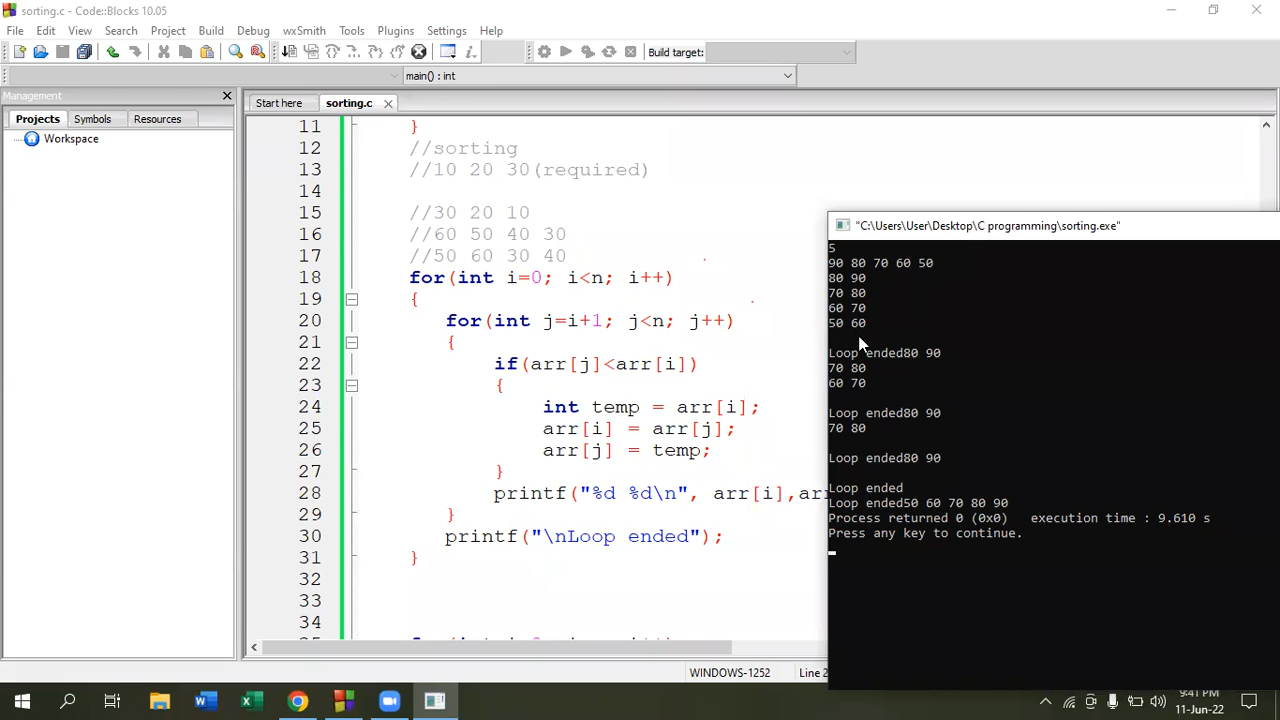 sorting.c - Code::Blocks 10.05
File Edit View Search Project Build Debug wxSmith Tools Plugins Settings Help
Build target:
main() : int
Management
Projects Symbols Resources
Workspace
Start here sorting.c
11 }
12 //sorting
13 //10 20 30(required)
14
15 //30 20 10
16 //60 50 40 30
17 //50 60 30 40
18 for(int i=0; i<n; i++)
19 {
20 for(int j=i+1; j<n; j++)
21 {
22 if(arr[j]<arr[i])
23 {
24 int temp = arr[i];
25 arr[i] = arr[j];
26 arr[j] = temp;
27 }
28 printf("%d %d\n", arr[i],arr
29 }
30 printf("\nLoop ended");
31 }
32
33
34
"C:\Users\User\Desktop\C programming\sorting.exe"
5
90 80 70 60 50
80 90
70 80
60 70
50 60
Loop ended80 90
70 80
60 70
Loop ended80 90
70 80
Loop ended80 90
Loop ended
Loop ended50 60 70 80 90
Process returned 0 (0x0) execution time : 9.610 s
Press any key to continue.
WINDOWS-1252 Line 2
9:41 PM
11-Jun-22